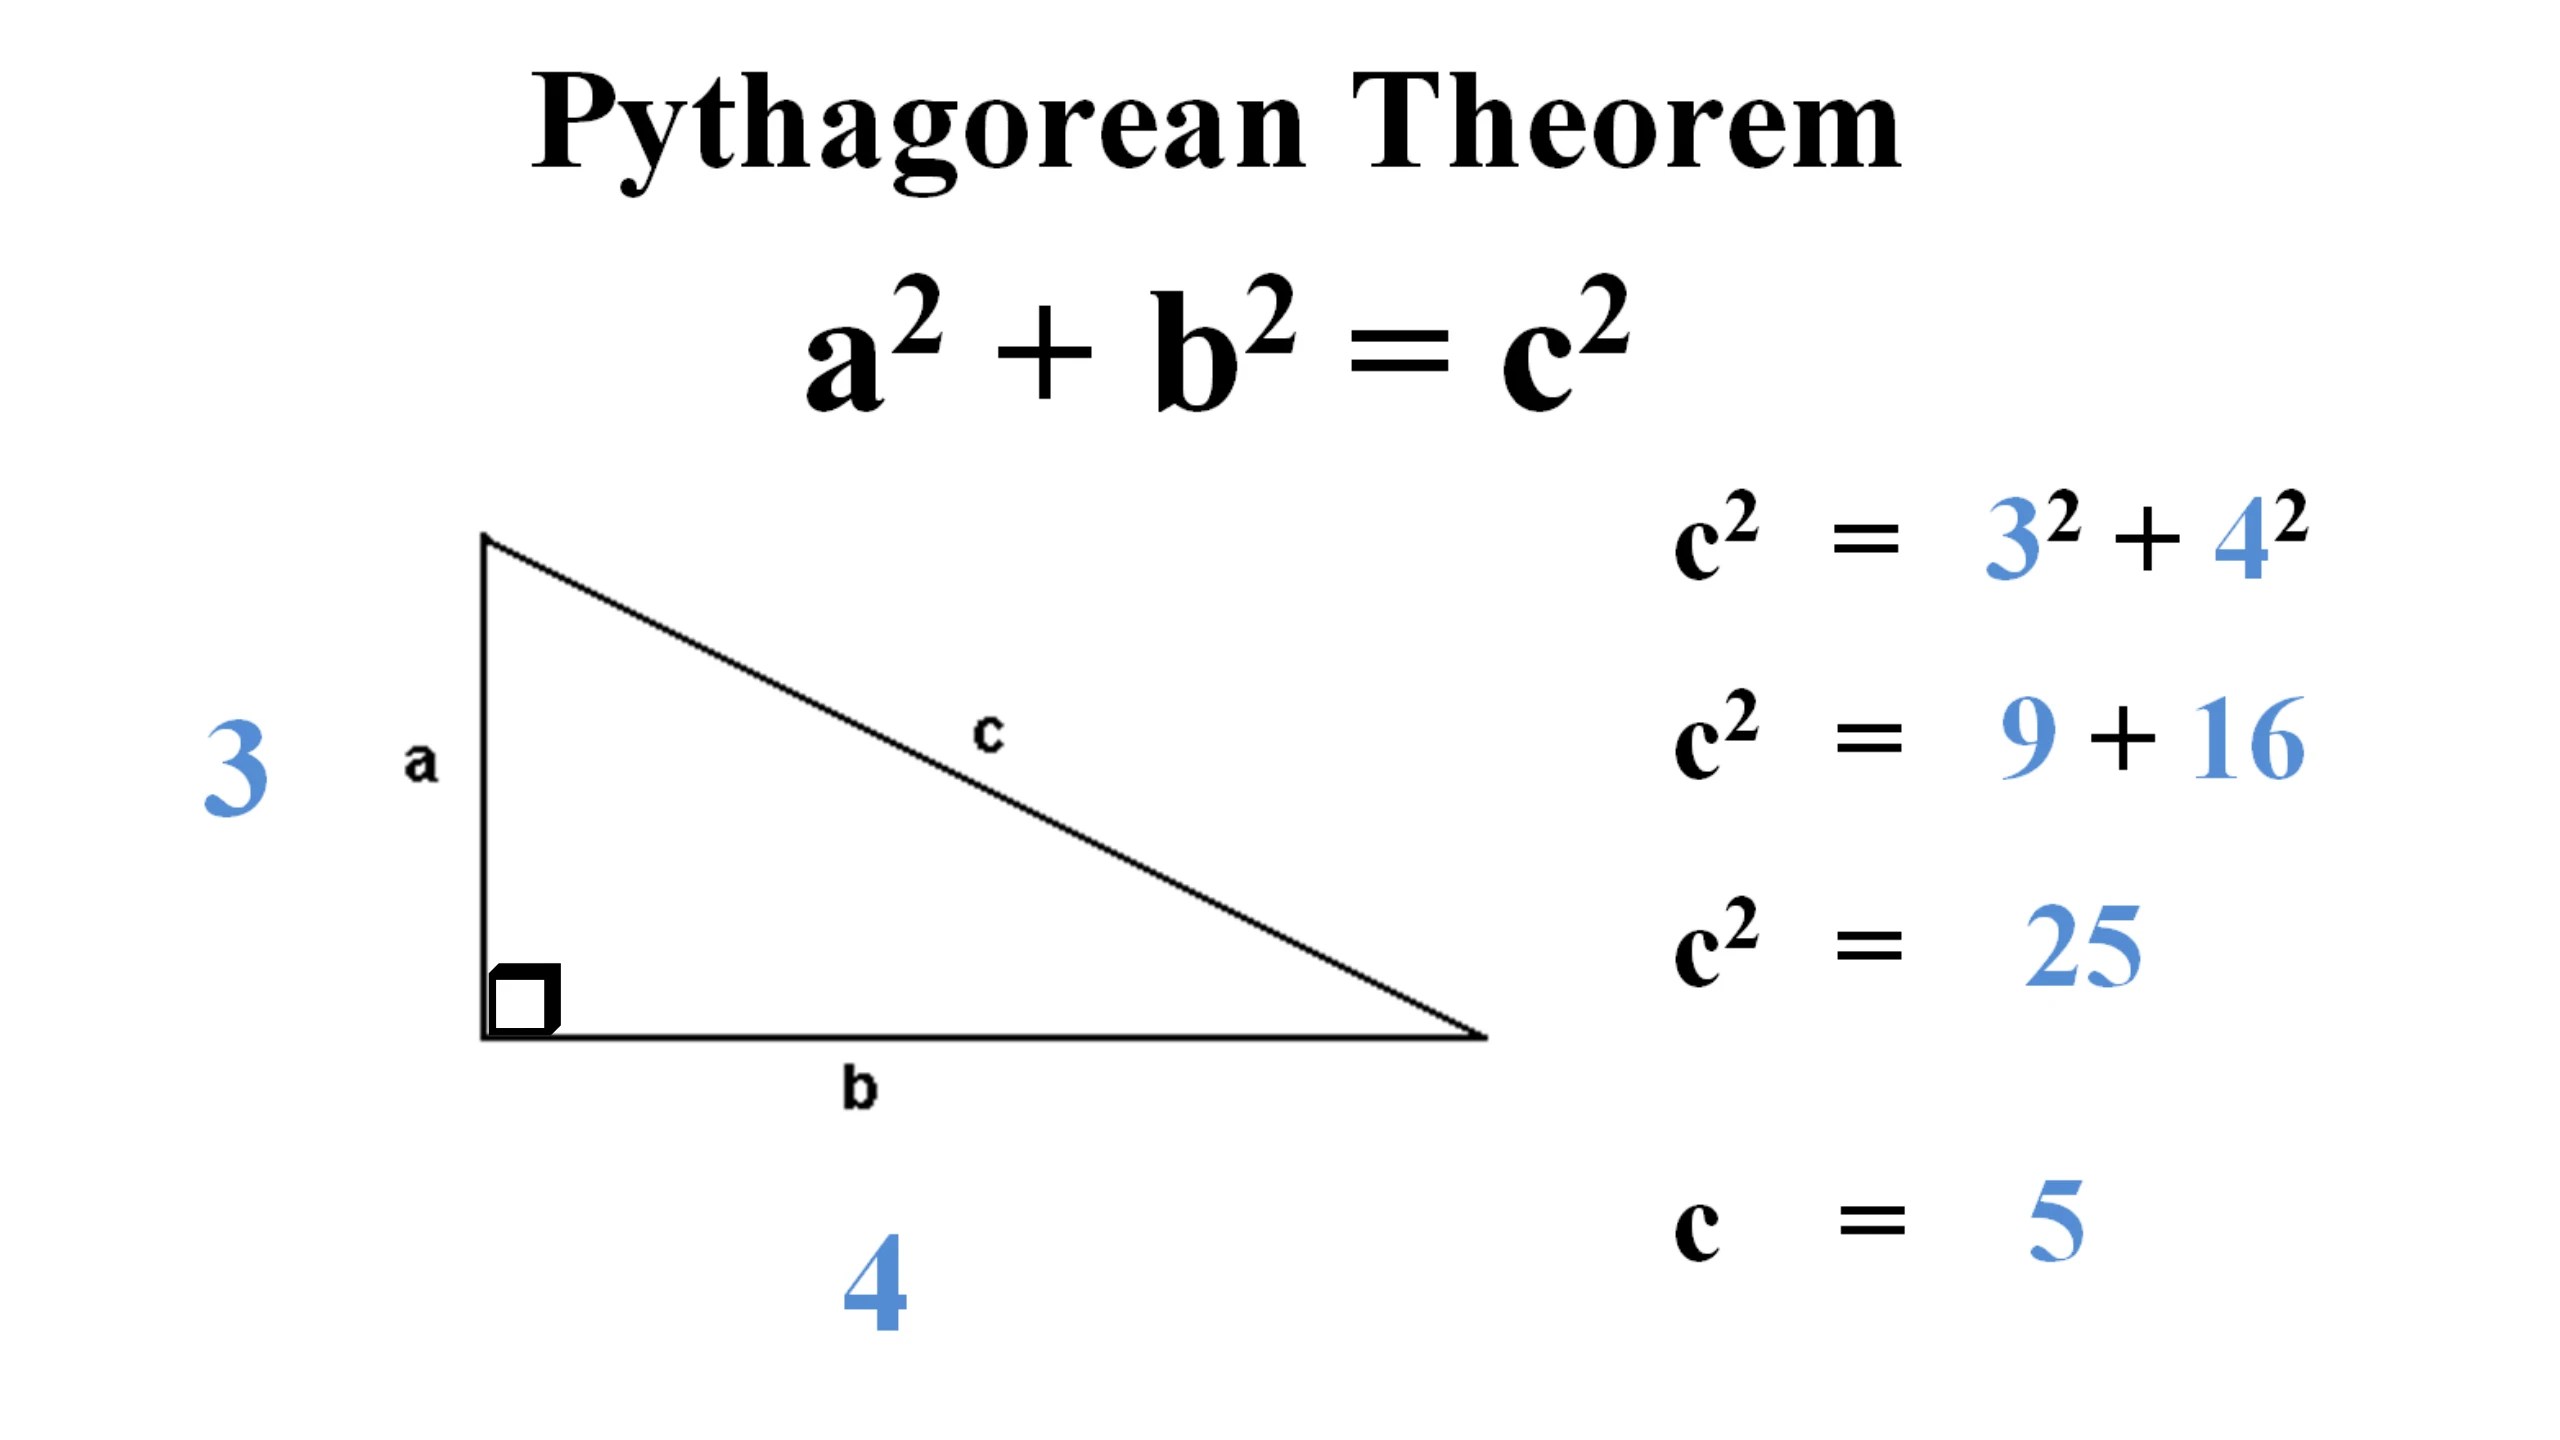 Pythagorean Theorem
a² + b² = c²
c² = 3² + 4²
3 a c
c² = 9 + 16
c² = 25
b
4
c = 5